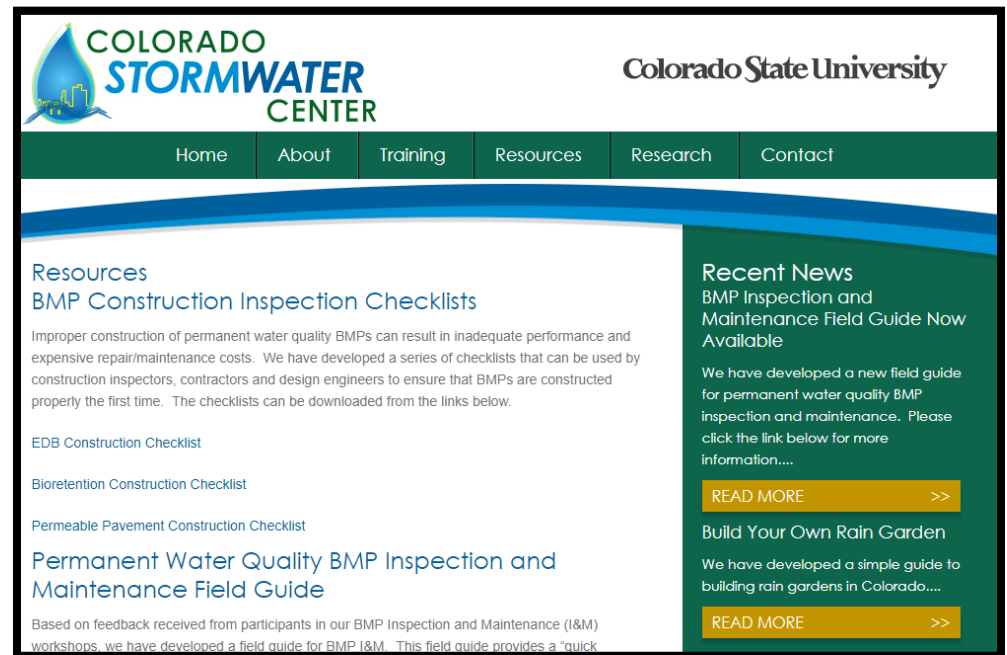 COLORADO
STORMWATER
CENTER
Colorado State University
Home About Training Resources Research Contact
Resources
BMP Construction Inspection Checklists
Improper construction of permanent water quality BMPs can result in inadequate performance and
expensive repair/maintenance costs. We have developed a series of checklists that can be used by
construction inspectors, contractors and design engineers to ensure that BMPs are constructed
properly the first time. The checklists can be downloaded from the links below.
EDB Construction Checklist
Bioretention Construction Checklist
Permeable Pavement Construction Checklist
Permanent Water Quality BMP Inspection and
Maintenance Field Guide
Based on feedback received from participants in our BMP Inspection and Maintenance (I&M)
workshops, we have developed a field guide for BMP I&M. This field guide provides a "quick
Recent News
BMP Inspection and
Maintenance Field Guide Now
Available
We have developed a new field guide
for permanent water quality BMP
inspection and maintenance. Please
click the link below for more
information....
READ MORE >>
Build Your Own Rain Garden
We have developed a simple guide to
building rain gardens in Colorado....
READ MORE >>